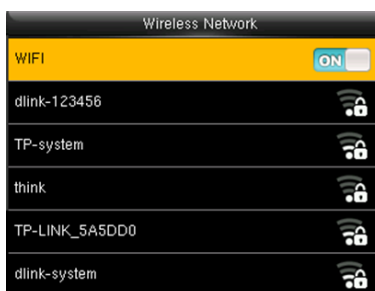 Wireless Network
WIFI ON
dlink-123456
TP-system
think
TP-LINK_5A5DD0
dlink-system